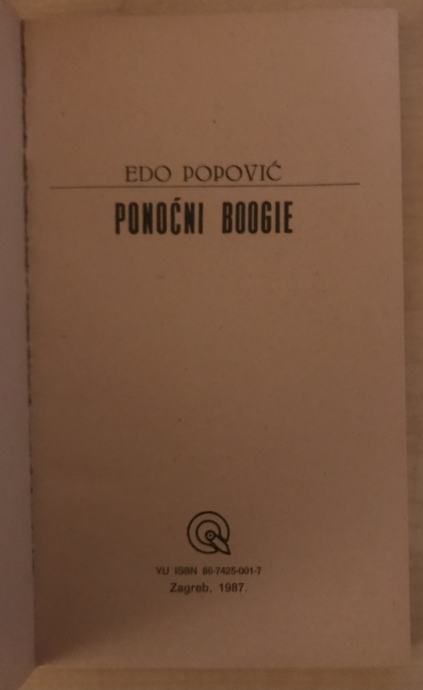 EDO POPOVIĆ
PONOĆNI BOOGIE
YU ISBN 86-7425-001-7
Zagreb, 1987.